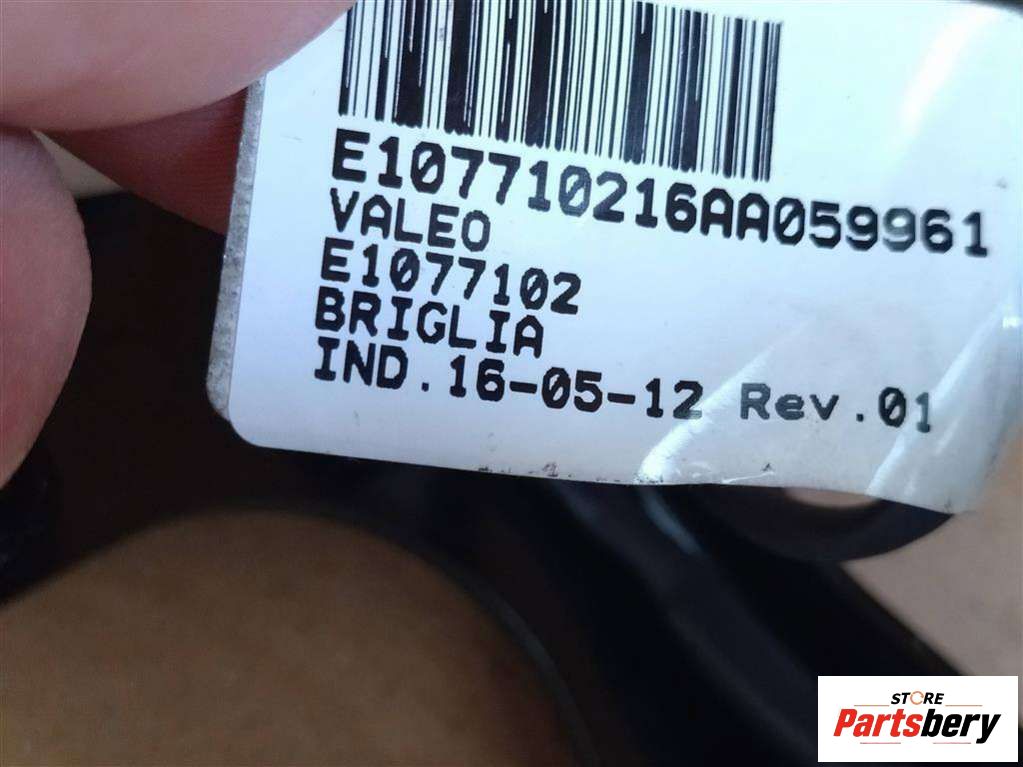 E107710216AA059961
VALEO
E1077102
BRIGLIA
IND.16-05-12 Rev.01
STORE
Partsbery